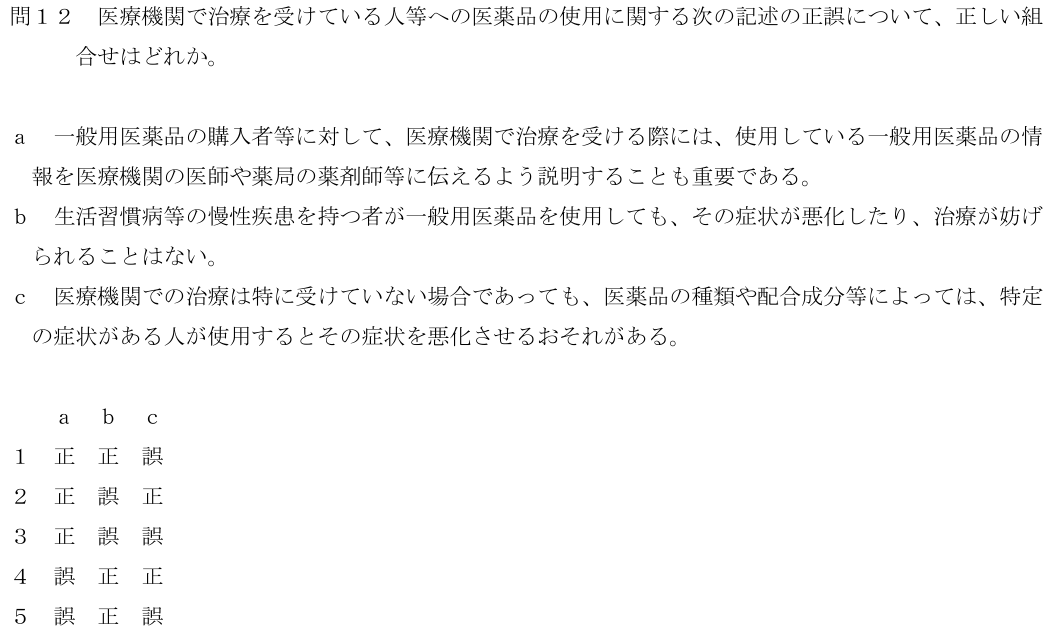 問１２　医療機関で治療を受けている人等への医薬品の使用に関する次の記述の正誤について、正しい組
合せはどれか。
a　一般用医薬品の購入者等に対して、医療機関で治療を受ける際には、使用している一般用医薬品の情
報を医療機関の医師や薬局の薬剤師等に伝えるよう説明することも重要である。
b　生活習慣病等の慢性疾患を持つ者が一般用医薬品を使用しても、その症状が悪化したり、治療が妨げ
られることはない。
c　医療機関での治療は特に受けていない場合であっても、医薬品の種類や配合成分等によっては、特定
の症状がある人が使用するとその症状を悪化させるおそれがある。
a　b　c
1　正　正　誤
2　正　誤　正
3　正　誤　誤
4　誤　正　正
5　誤　正　誤